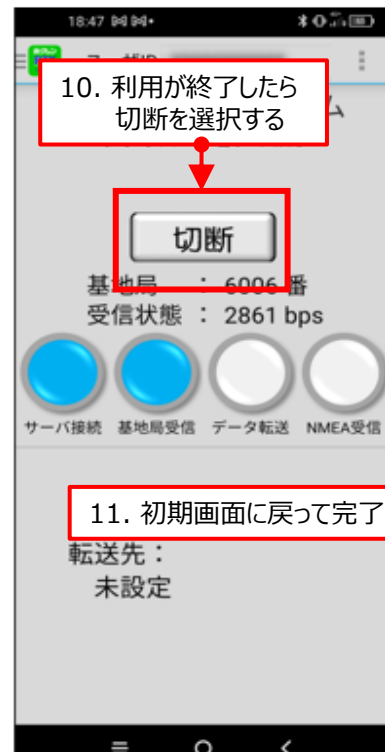 18:47
10. 利用が終了したら
切断を選択する
ム
切断
基地局 : 6006 番
受信状態 : 2861 bps
サーバ接続 基地局受信 データ転送 NMEA受信
11. 初期画面に戻って完了
転送先：
未設定